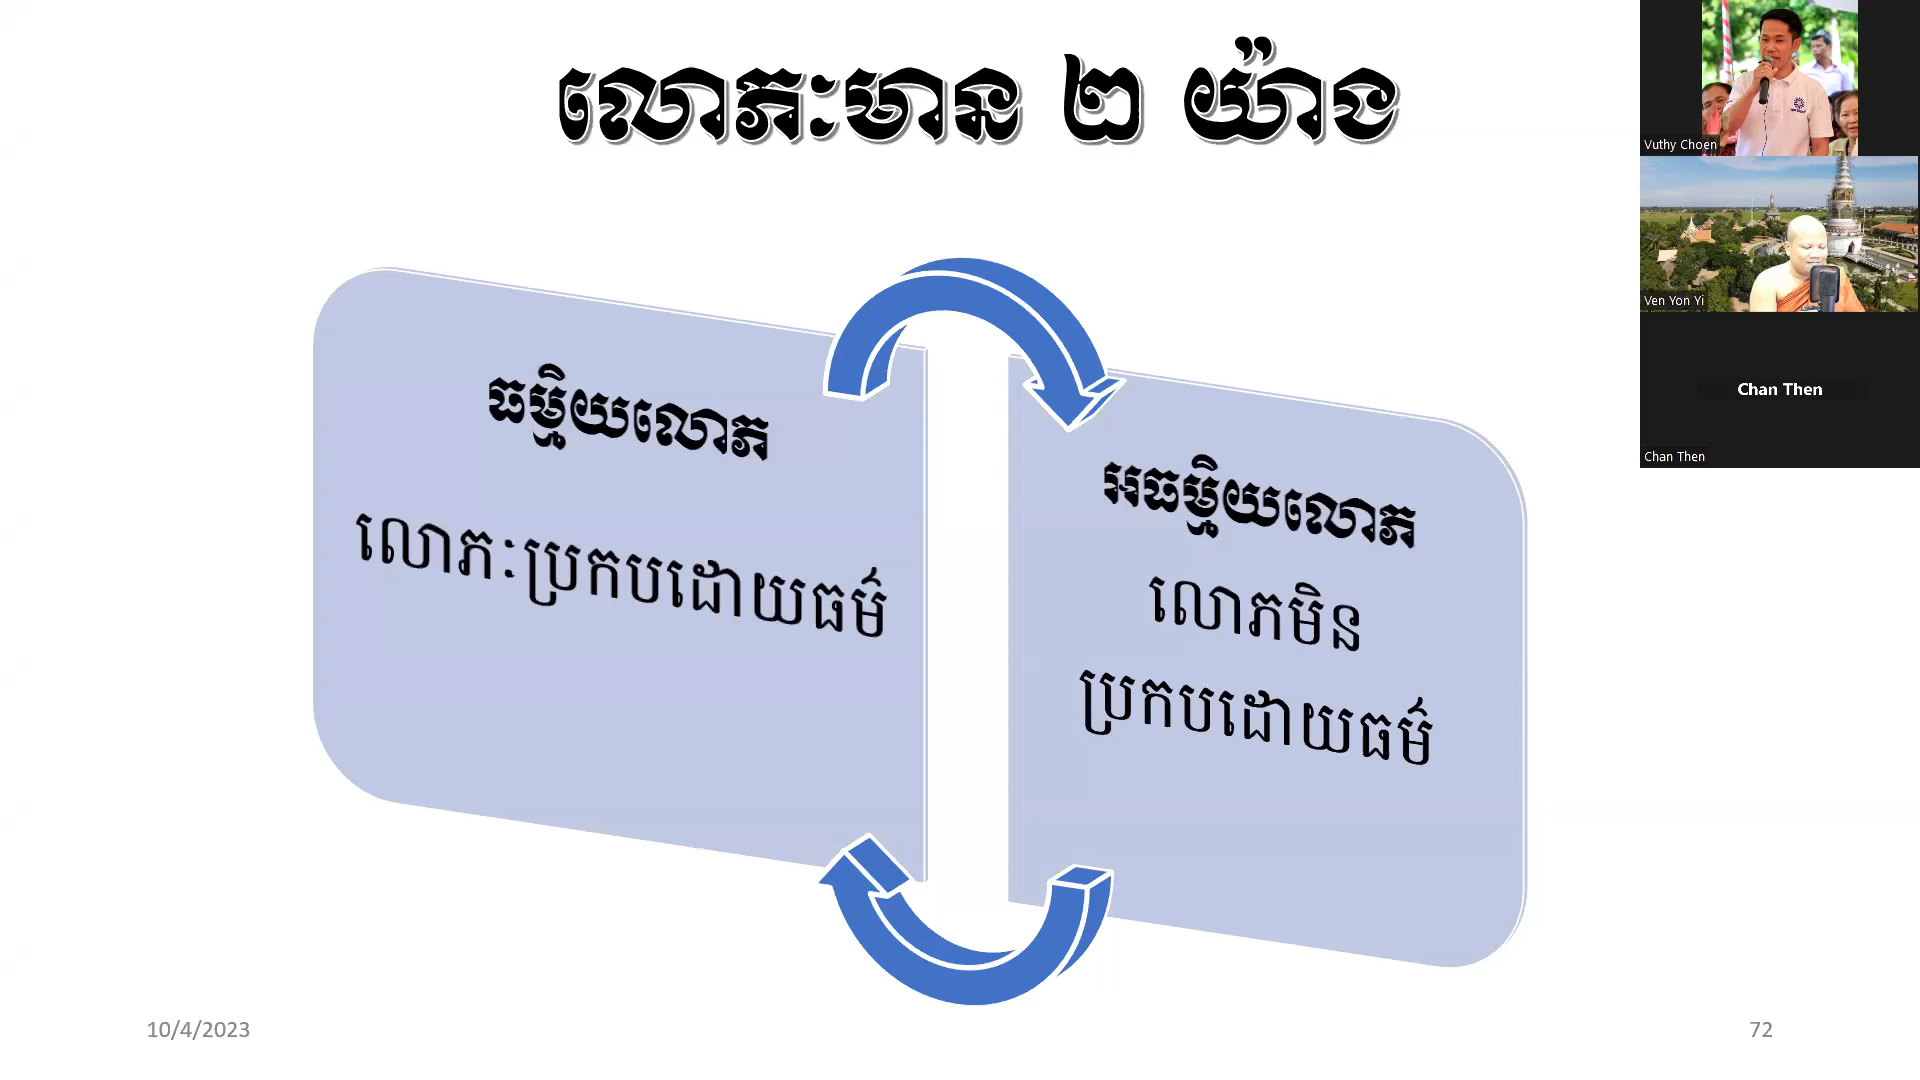 លោភៈមាន ២ យ៉ាង
ធម្មិយលោភ
លោភៈប្រកបដោយធម៌
អធម្មិយលោភ
លោភមិន
ប្រកបដោយធម៌
10/4/2023
72
Vuthy Choen
Ven Yon Yi
Chan Then
Chan Then